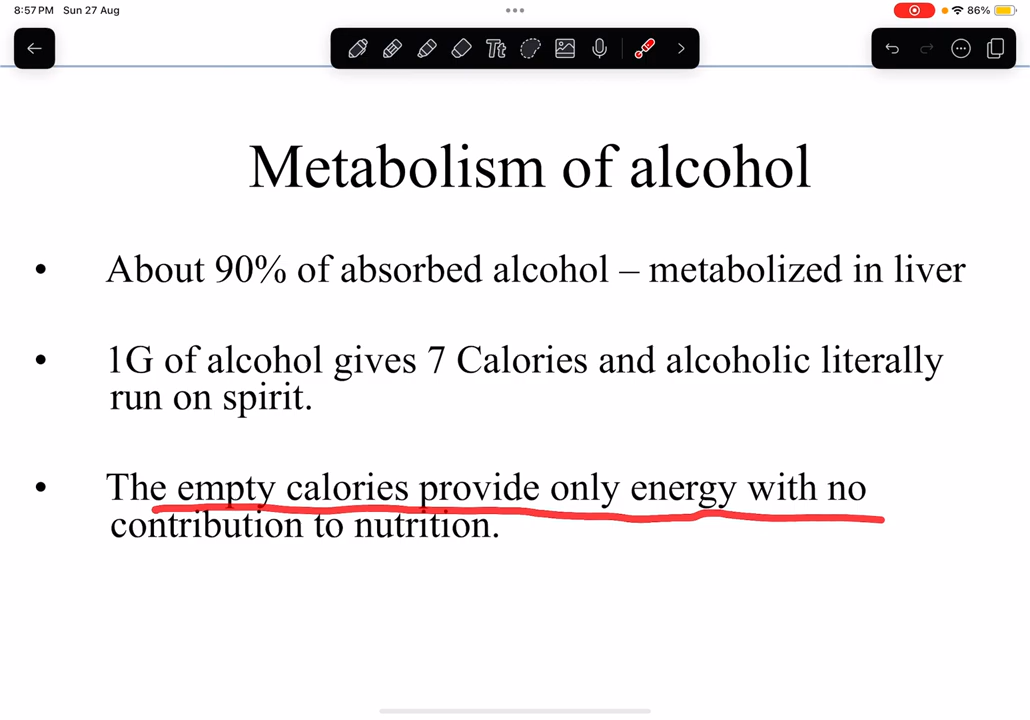 8:57 PM Sun 27 Aug
86%
Tt
Metabolism of alcohol
• About 90% of absorbed alcohol – metabolized in liver
• 1G of alcohol gives 7 Calories and alcoholic literally
run on spirit.
• The empty calories provide only energy with no
contribution to nutrition.